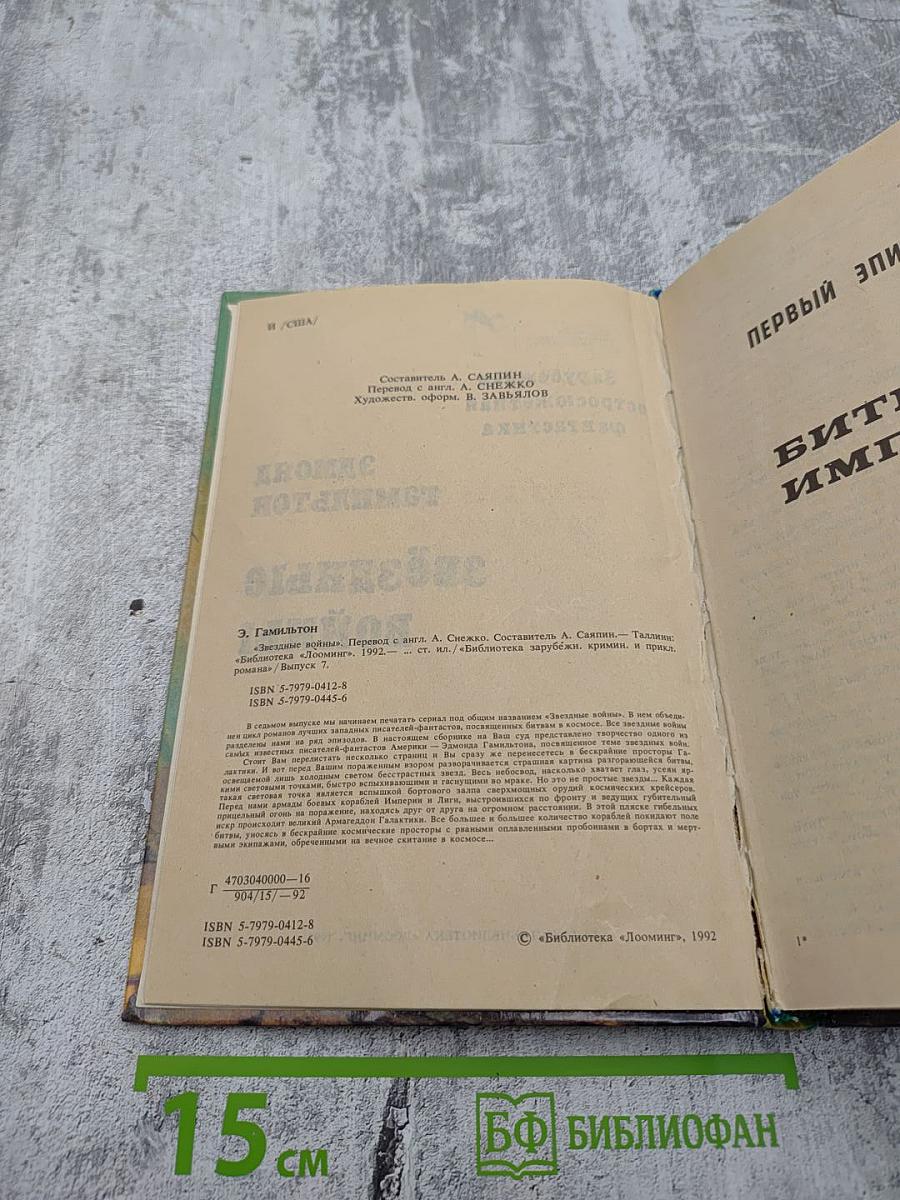 И /США/
Составитель А. САЯПИН
Перевод с англ. А. СНЕЖКО
Художеств. оформ. В. ЗАВЬЯЛОВ
Э. Гамильтон
«Звездные войны». Перевод с англ. А. Снежко. Составитель А. Саяпин.— Таллинн:
«Библиотека «Лооминг». 1992.— ... ст. ил./«Библиотека зарубежн. кримин. и прикл.
романа»/Выпуск 7.
ISBN 5-7979-0412-8
ISBN 5-7979-0445-6
В седьмом выпуске мы начинаем печатать сериал под общим названием «Звездные войны». В нем объеди-
нен цикл романов лучших западных писателей-фантастов, посвященных битвам в космосе. Все звездные войны
разделены нами на ряд эпизодов. В настоящем сборнике на Ваш суд представлено творчество одного из
самых известных писателей-фантастов Америки — Эдмонда Гамильтона, посвященное теме звездных войн.
Стоит Вам перелистать несколько страниц и Вы сразу же перенесетесь в бескрайние просторы Га-
лактики. И вот перед Вашим пораженным взором разворачивается страшная картина разгорающейся битвы,
освещаемой лишь холодным светом бесстрастных звезд. Весь небосвод, насколько хватает глаз, усеян яр-
кими световыми точками, быстро вспыхивающими и гаснущими во мраке. Но это не простые звезды... Каждая
такая световая точка является вспышкой бортового залпа сверхмощных орудий космических крейсеров.
Перед нами армады боевых кораблей Империи и Лиги, выстроившихся по фронту и ведущих губительный
прицельный огонь на поражение, находясь друг от друга на огромном расстоянии. В этой пляске гибельных
искр происходит великий Армагеддон Галактики. Все большее и большее количество кораблей покидают поле
битвы, уносясь в бескрайние космические просторы с рваными оплавленными пробоинами в бортах и мерт-
выми экипажами, обреченными на вечное скитание в космосе...
Г 4703040000—16
904/15/—92
ISBN 5-7979-0412-8
ISBN 5-7979-0445-6
© «Библиотека «Лооминг», 1992
ПЕРВЫЙ ЭПИ
БИТ
ИМП
1*
15 см
БФ БИБЛИОФАН